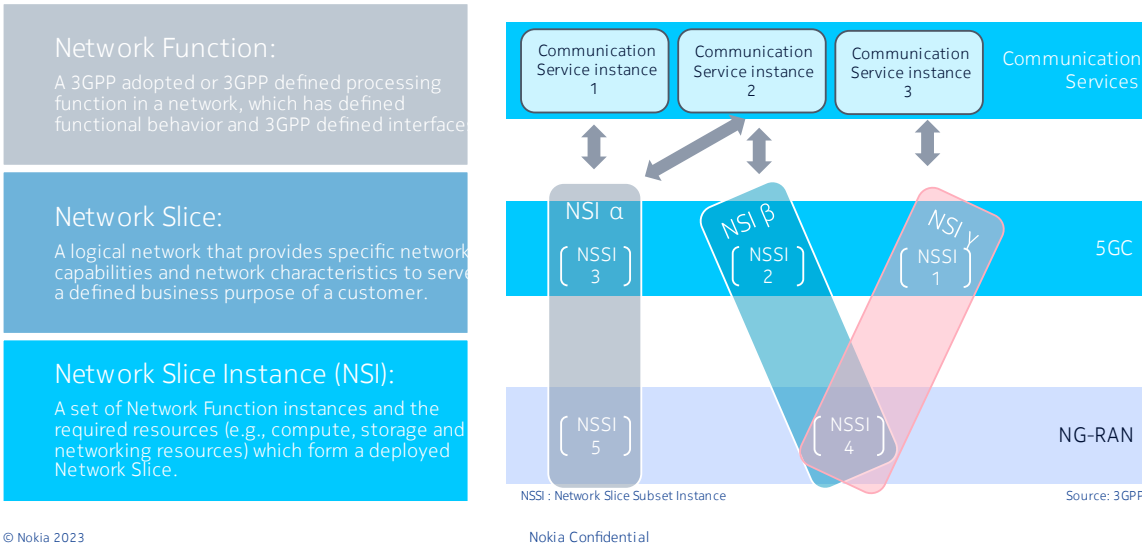 Network Function:
A 3GPP adopted or 3GPP defined processing
function in a network, which has defined
functional behavior and 3GPP defined interface
Network Slice:
A logical network that provides specific network
capabilities and network characteristics to serve
a defined business purpose of a customer.
Network Slice Instance (NSI):
A set of Network Function instances and the
required resources (e.g., compute, storage and
networking resources) which form a deployed
Network Slice.
Communication
Service instance
1
Communication
Service instance
2
Communication
Service instance
3
Communication
Services
NSI α
NSSI
3
NSI β
NSSI
2
NSI γ
NSSI
1
5GC
NSSI
5
NSSI
4
NG-RAN
NSSI : Network Slice Subset Instance
Source: 3GPP
© Nokia 2023
Nokia Confidential